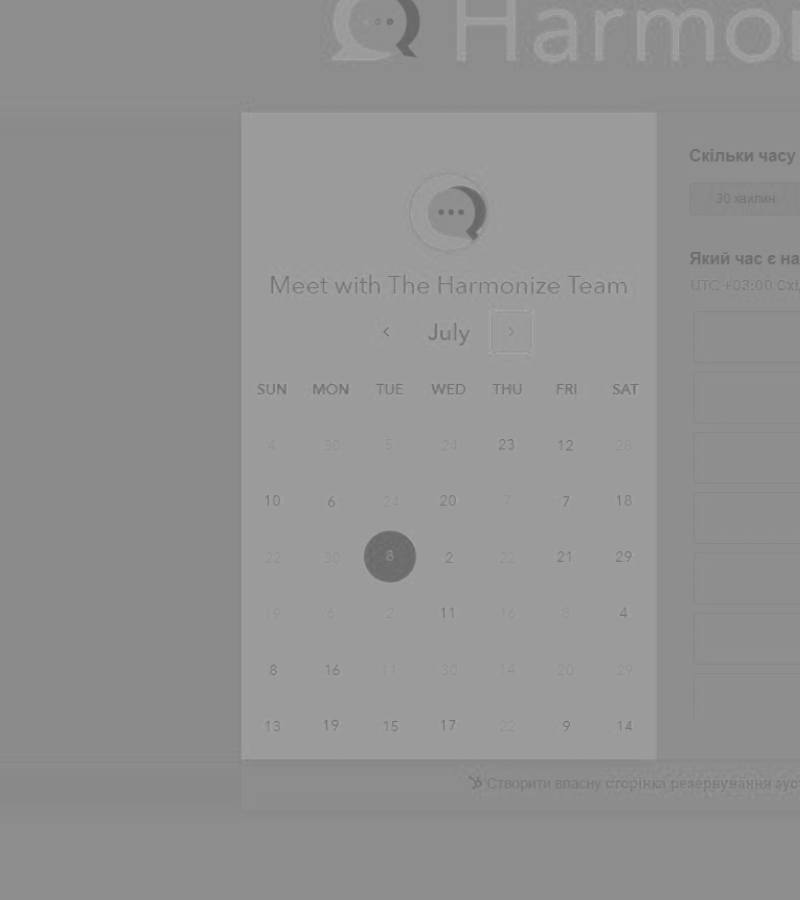 Harmo
Скільки часу
30 хвилин
Meet with The Harmonize Team
Який час є на
UTC +03:00 Схі
‹ July ›
SUN MON TUE WED THU FRI SAT
4 30 5 24 23 12 28
10 6 24 20 7 7 18
22 30 8 2 22 21 29
19 6 2 11 16 8 4
8 16 11 30 14 20 29
13 19 15 17 22 9 14
Створити власну сторінка резервування зуст